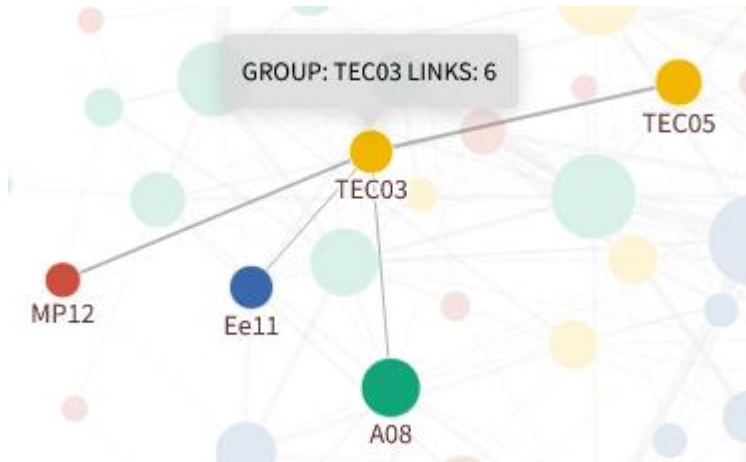 GROUP: TEC03 LINKS: 6
TEC05
TEC03
MP12
Ee11
A08